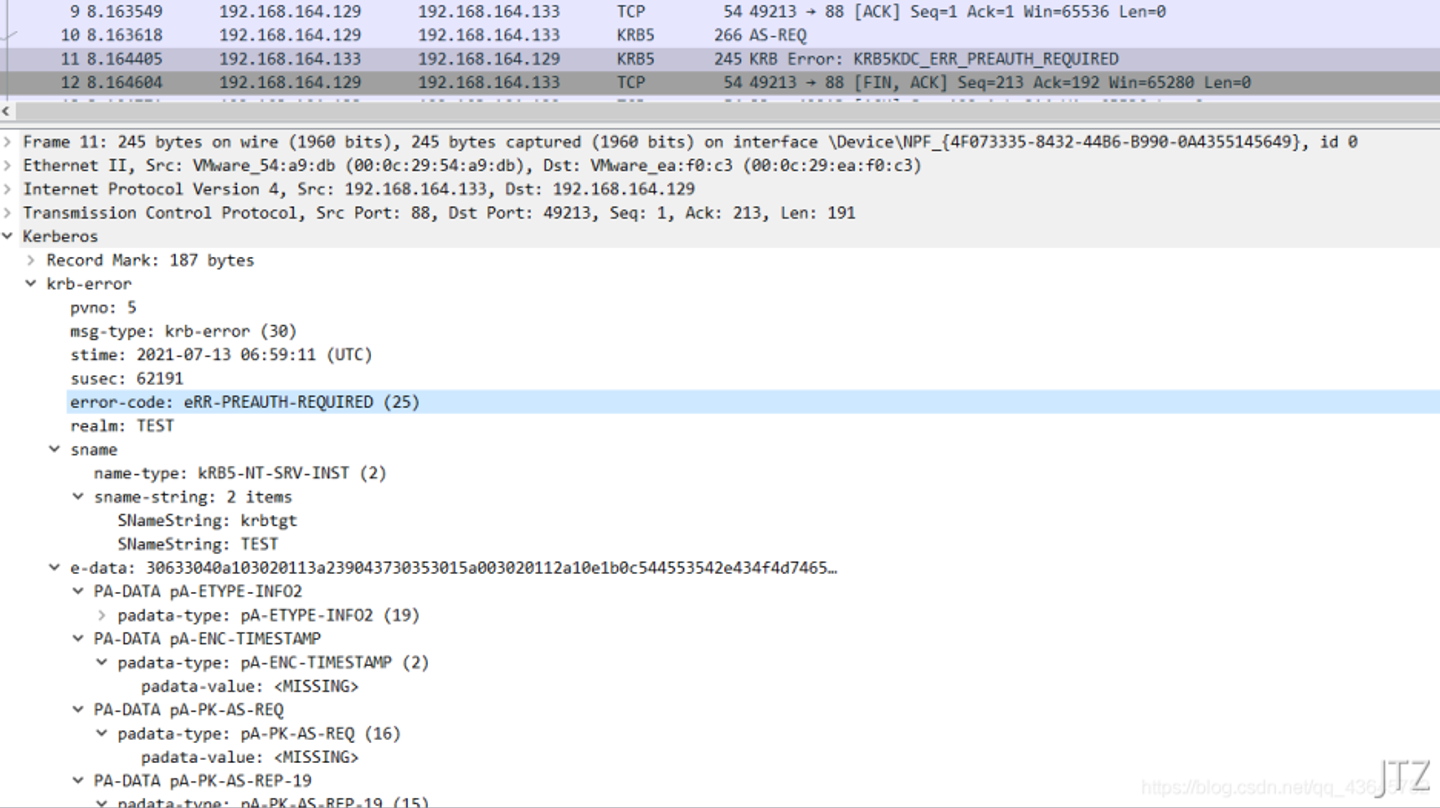 9 8.163549 192.168.164.129 192.168.164.133 TCP 54 49213 → 88 [ACK] Seq=1 Ack=1 Win=65536 Len=0
10 8.163618 192.168.164.129 192.168.164.133 KRB5 266 AS-REQ
11 8.164405 192.168.164.133 192.168.164.129 KRB5 245 KRB Error: KRB5KDC_ERR_PREAUTH_REQUIRED
12 8.164604 192.168.164.129 192.168.164.133 TCP 54 49213 → 88 [FIN, ACK] Seq=213 Ack=192 Win=65280 Len=0
Frame 11: 245 bytes on wire (1960 bits), 245 bytes captured (1960 bits) on interface \Device\NPF_{4F073335-8432-44B6-B990-0A4355145649}, id 0
Ethernet II, Src: VMware_54:a9:db (00:0c:29:54:a9:db), Dst: VMware_ea:f0:c3 (00:0c:29:ea:f0:c3)
Internet Protocol Version 4, Src: 192.168.164.133, Dst: 192.168.164.129
Transmission Control Protocol, Src Port: 88, Dst Port: 49213, Seq: 1, Ack: 213, Len: 191
Kerberos
Record Mark: 187 bytes
krb-error
pvno: 5
msg-type: krb-error (30)
stime: 2021-07-13 06:59:11 (UTC)
susec: 62191
error-code: eRR-PREAUTH-REQUIRED (25)
realm: TEST
sname
name-type: kRB5-NT-SRV-INST (2)
sname-string: 2 items
SNameString: krbtgt
SNameString: TEST
e-data: 30633040a103020113a239043730353015a003020112a10e1b0c544553542e434f4d7465…
PA-DATA pA-ETYPE-INFO2
padata-type: pA-ETYPE-INFO2 (19)
PA-DATA pA-ENC-TIMESTAMP
padata-type: pA-ENC-TIMESTAMP (2)
padata-value: <MISSING>
PA-DATA pA-PK-AS-REQ
padata-type: pA-PK-AS-REQ (16)
padata-value: <MISSING>
PA-DATA pA-PK-AS-REP-19
padata-type: pA-PK-AS-REP-19 (15)
JTZ